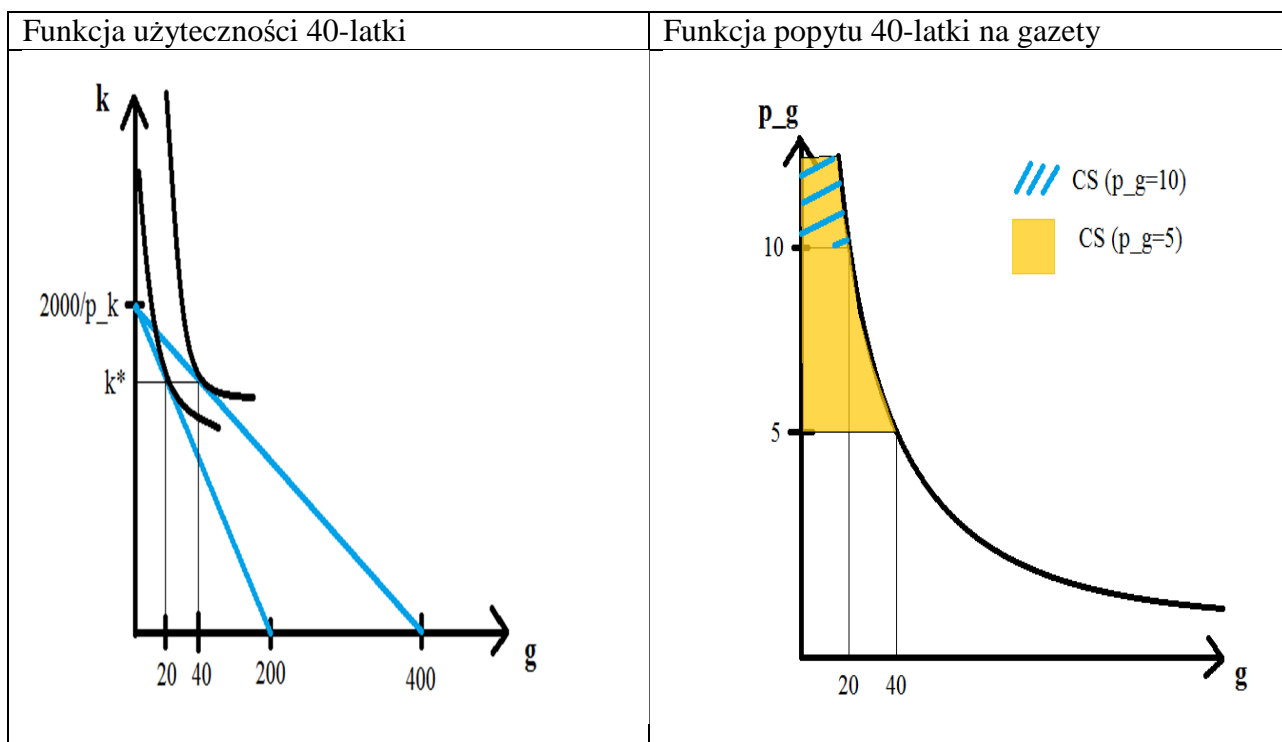 Funkcja użyteczności 40-latki
Funkcja popytu 40-latki na gazety
k
2000/p_k
k*
20
40
200
400
g
p_g
CS (p_g=10)
CS (p_g=5)
10
5
20
40
g